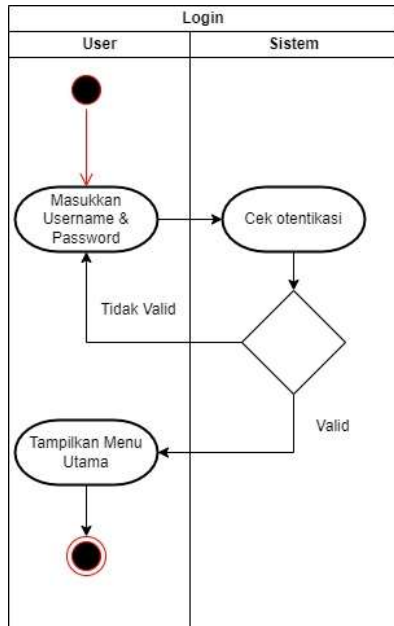 Login
User
Sistem
Masukkan
Username &
Password
Cek otentikasi
Tidak Valid
Valid
Tampilkan Menu
Utama